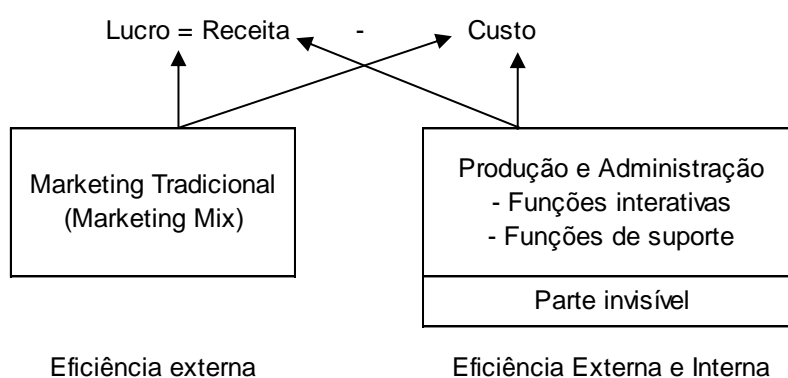 Lucro = Receita - Custo
Marketing Tradicional
(Marketing Mix)
Produção e Administração
- Funções interativas
- Funções de suporte
Parte invisível
Eficiência externa
Eficiência Externa e Interna